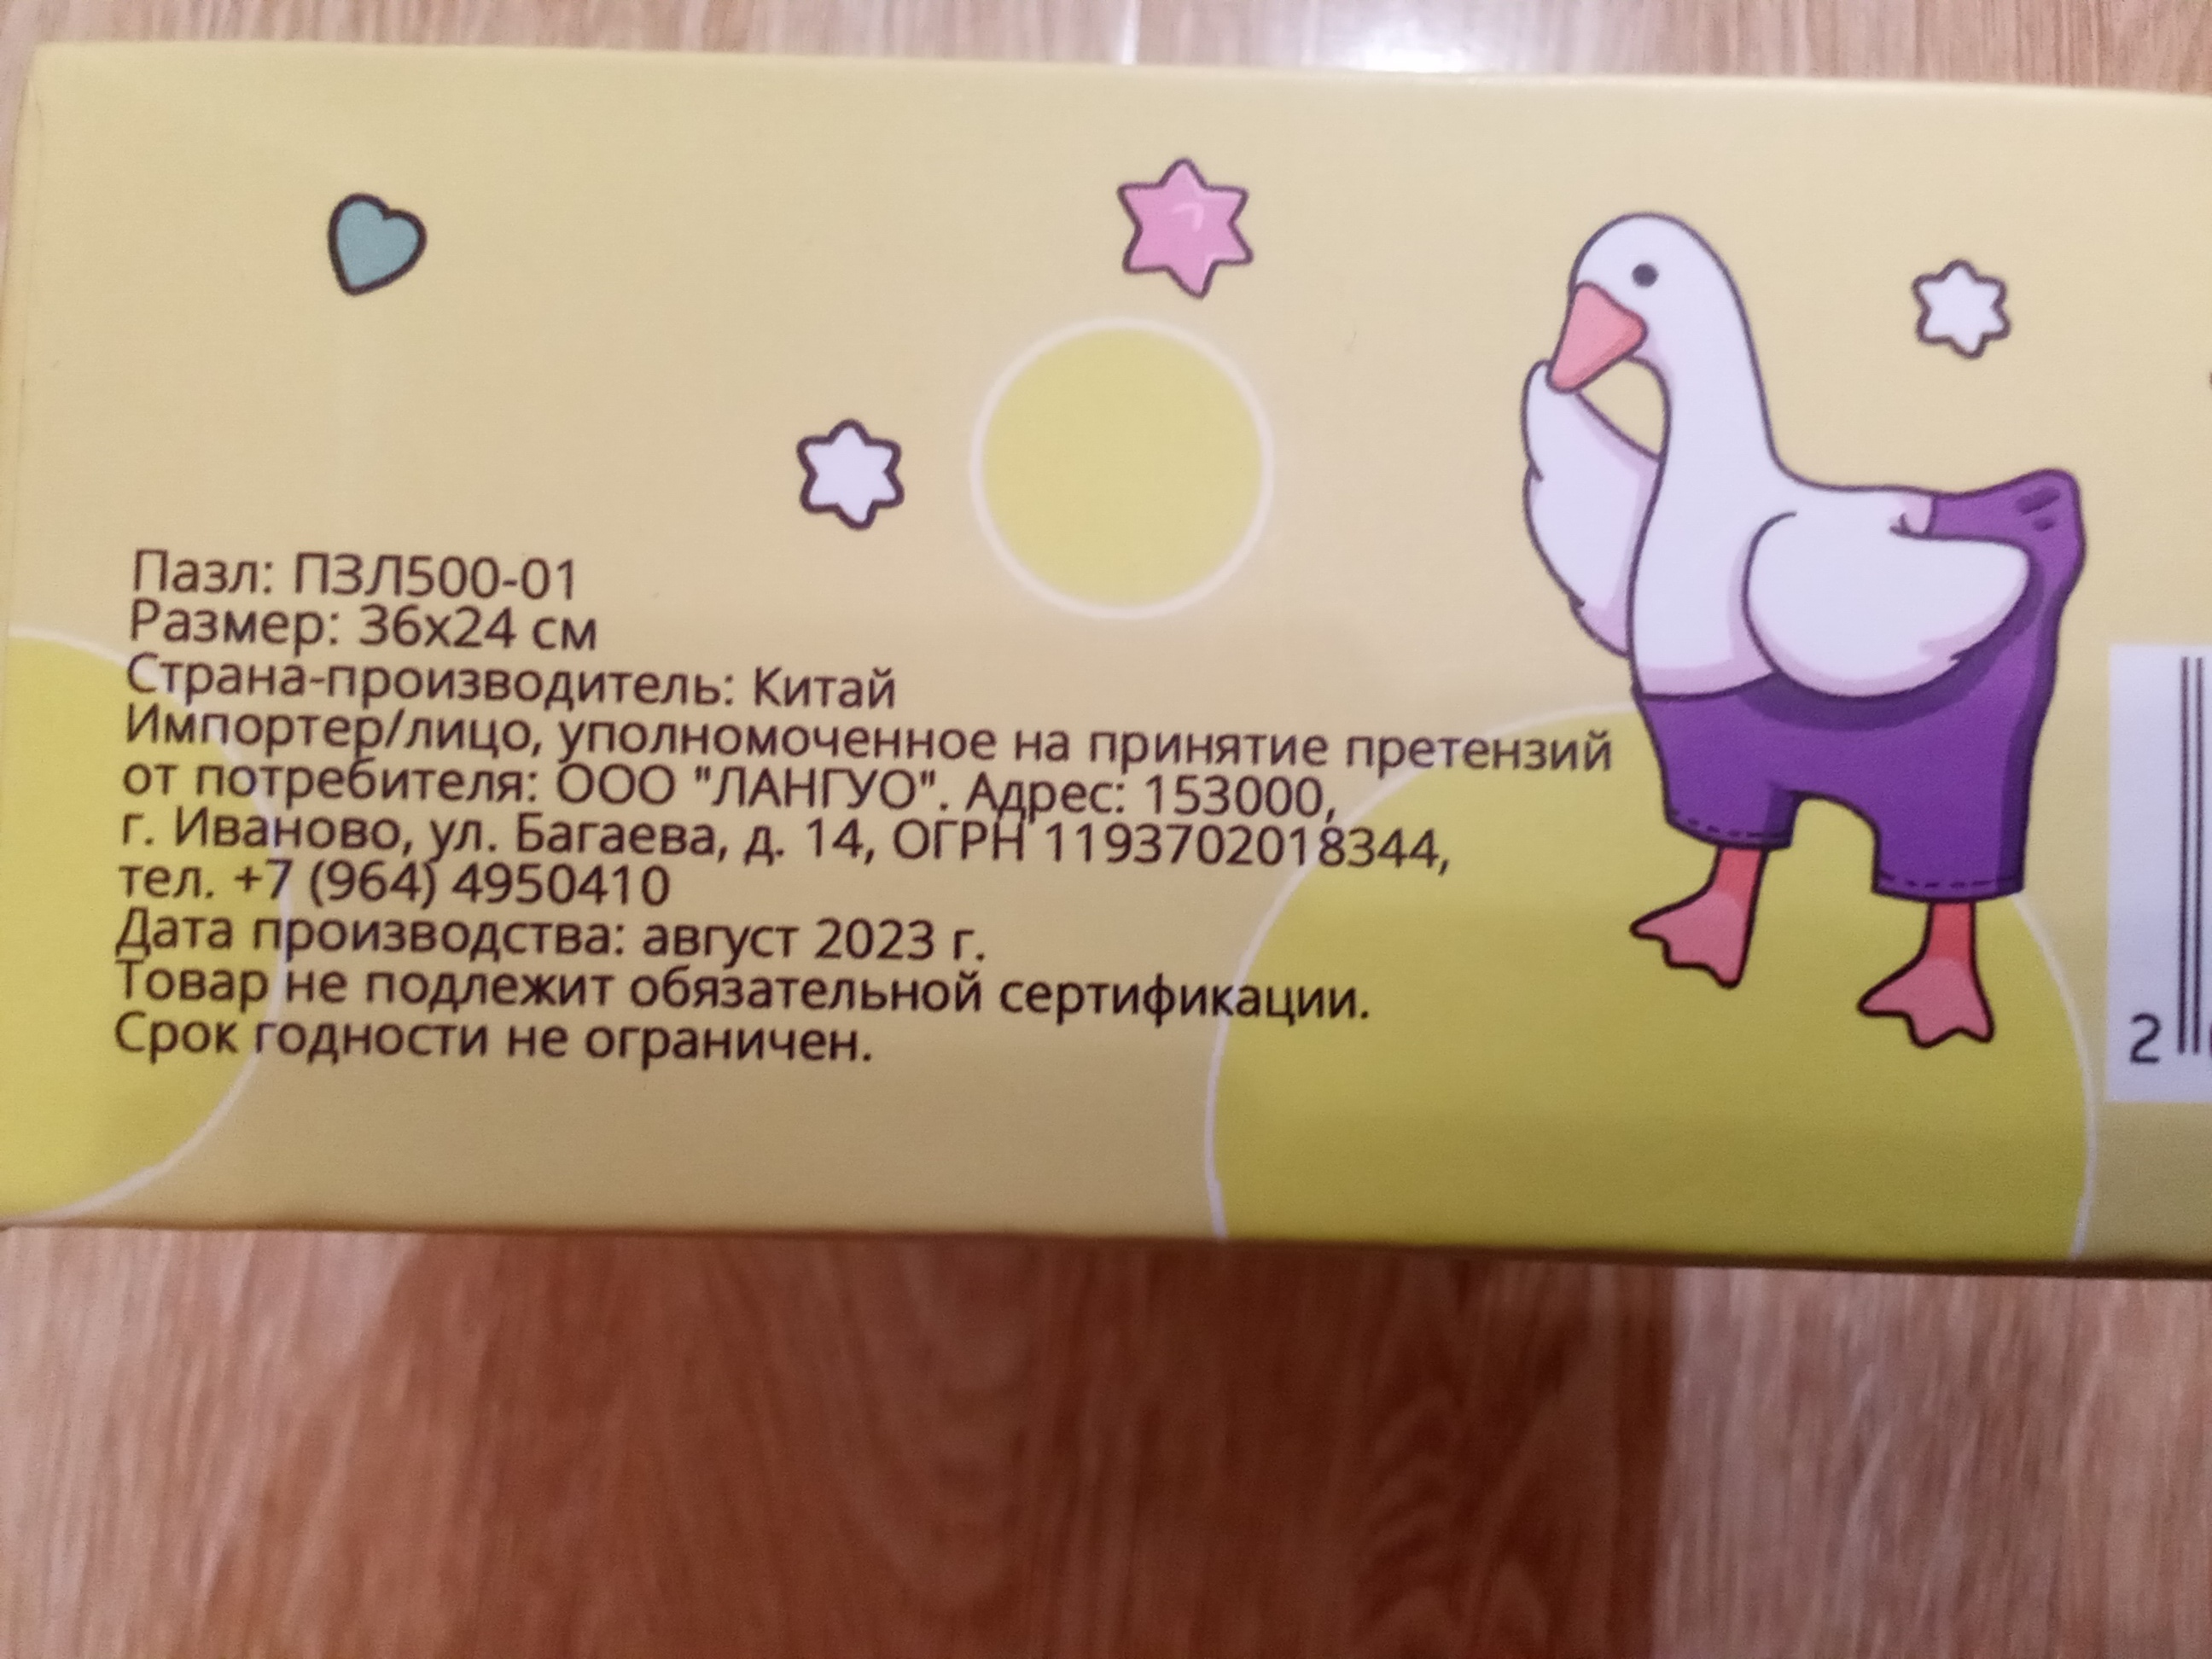 Пазл: ПЗЛ500-01
Размер: 36х24 см
Страна-производитель: Китай
Импортер/лицо, уполномоченное на принятие претензий
от потребителя: ООО "ЛАНГУО". Адрес: 153000,
г. Иваново, ул. Багаева, д. 14, ОГРН 1193702018344,
тел. +7 (964) 4950410
Дата производства: август 2023 г.
Товар не подлежит обязательной сертификации.
Срок годности не ограничен.
2